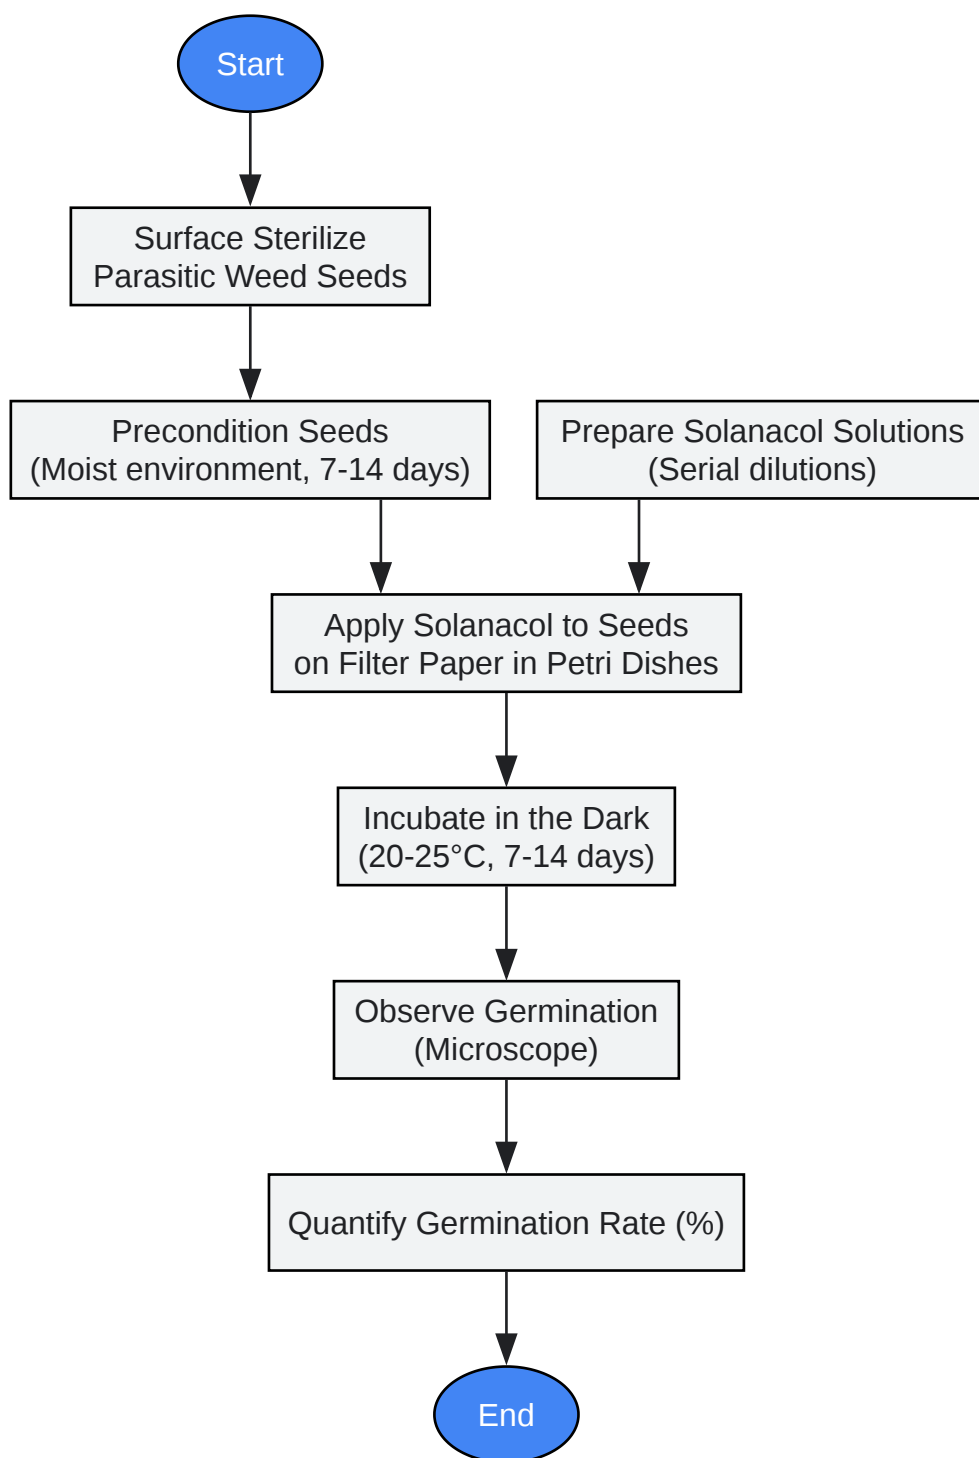 Start
Surface Sterilize
Parasitic Weed Seeds
Precondition Seeds
(Moist environment, 7-14 days)
Prepare Solanacol Solutions
(Serial dilutions)
Apply Solanacol to Seeds
on Filter Paper in Petri Dishes
Incubate in the Dark
(20-25°C, 7-14 days)
Observe Germination
(Microscope)
Quantify Germination Rate (%)
End